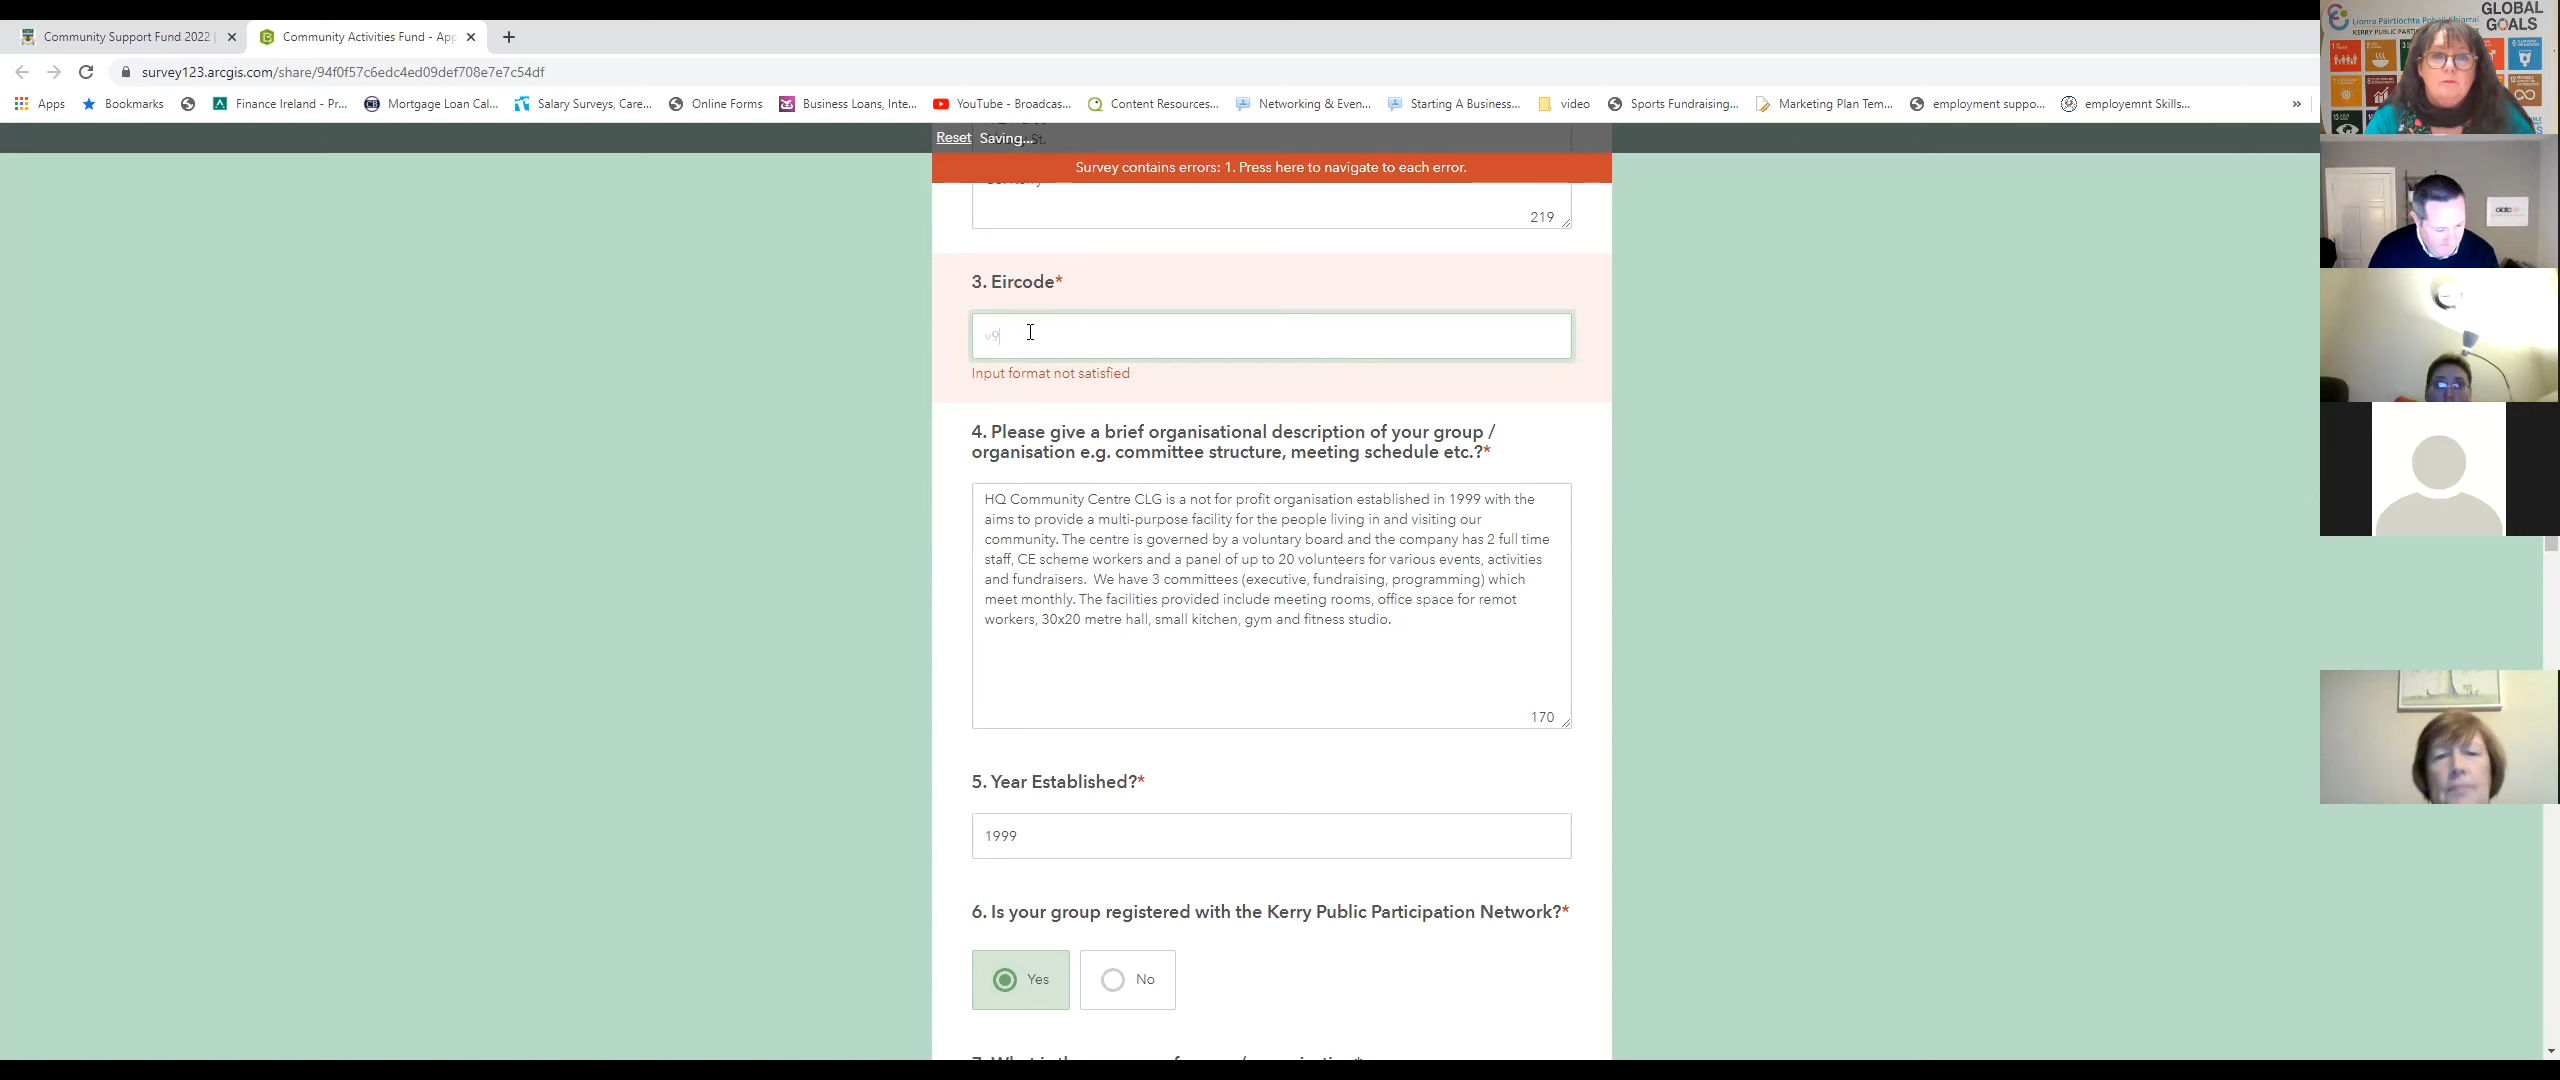 Community Support Fund 2022
Community Activities Fund - App
survey123.arcgis.com/share/94f0f57c6edc4ed09def708e7e7c54df
Apps
Bookmarks
Finance Ireland - Pr...
Mortgage Loan Cal...
Salary Surveys, Care...
Online Forms
Business Loans, Inte...
YouTube - Broadcas...
Content Resources...
Networking & Even...
Starting A Business...
video
Sports Fundraising...
Marketing Plan Tem...
employment suppo...
employemnt Skills...
»
Reset Saving...
St.
Survey contains errors: 1. Press here to navigate to each error.
219
3. Eircode*
v9
Input format not satisfied
4. Please give a brief organisational description of your group /
organisation e.g. committee structure, meeting schedule etc.?*
HQ Community Centre CLG is a not for profit organisation established in 1999 with the
aims to provide a multi-purpose facility for the people living in and visiting our
community. The centre is governed by a voluntary board and the company has 2 full time
staff, CE scheme workers and a panel of up to 20 volunteers for various events, activities
and fundraisers. We have 3 committees (executive, fundraising, programming) which
meet monthly. The facilities provided include meeting rooms, office space for remot
workers, 30x20 metre hall, small kitchen, gym and fitness studio.
170
5. Year Established?*
1999
6. Is your group registered with the Kerry Public Participation Network?*
Yes
No
GLOBAL
GOALS
Líonra Páirtíochta Pobail Chiarraí
KERRY PUBLIC